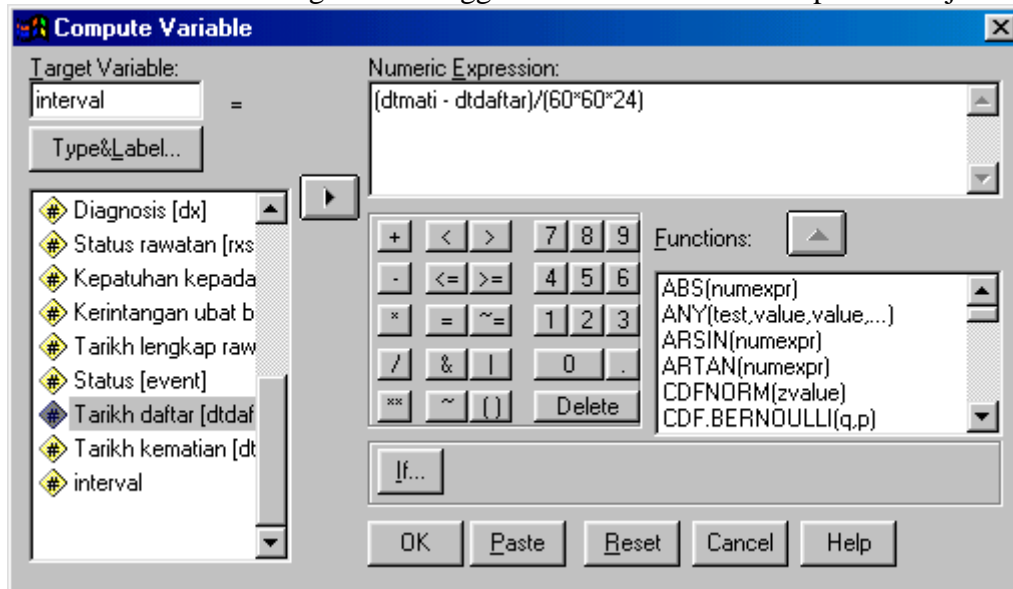 Compute Variable
Target Variable:
interval
=
Type&Label...
Numeric Expression:
(dtmati - dtdaftar)/(60*60*24)
Diagnosis [dx]
Status rawatan [rxs
Kepatuhan kepada
Kerintangan ubat b
Tarikh lengkap raw
Status [event]
Tarikh daftar [dtdaf
Tarikh kematian [dt
interval
+ < > 7 8 9
- <= >= 4 5 6
* = ~= 1 2 3
/ & | 0 .
** ~ () Delete
Functions:
ABS(numexpr)
ANY(test,value,value,...)
ARSIN(numexpr)
ARTAN(numexpr)
CDFNORM(zvalue)
CDF.BERNOULLI(q,p)
If...
OK Paste Reset Cancel Help